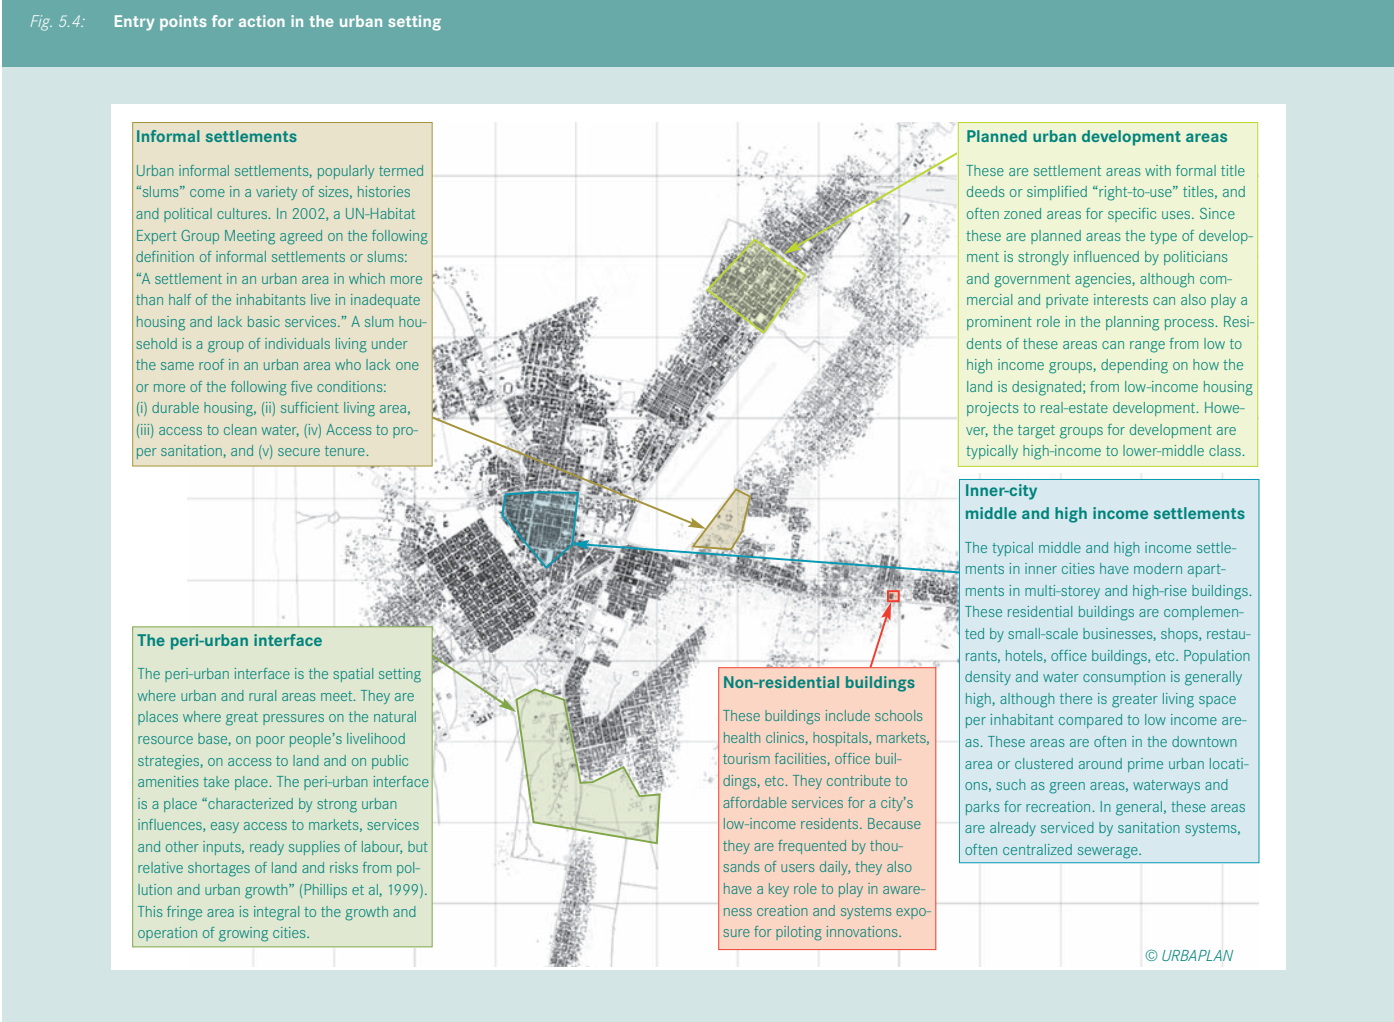 Fig. 5.4: Entry points for action in the urban setting
Informal settlements
Urban informal settlements, popularly termed
“slums” come in a variety of sizes, histories
and political cultures. In 2002, a UN-Habitat
Expert Group Meeting agreed on the following
definition of informal settlements or slums:
“A settlement in an urban area in which more
than half of the inhabitants live in inadequate
housing and lack basic services.” A slum hou-
sehold is a group of individuals living under
the same roof in an urban area who lack one
or more of the following five conditions:
(i) durable housing, (ii) sufficient living area,
(iii) access to clean water, (iv) Access to pro-
per sanitation, and (v) secure tenure.
Planned urban development areas
These are settlement areas with formal title
deeds or simplified “right-to-use” titles, and
often zoned areas for specific uses. Since
these are planned areas the type of develop-
ment is strongly influenced by politicians
and government agencies, although com-
mercial and private interests can also play a
prominent role in the planning process. Resi-
dents of these areas can range from low to
high income groups, depending on how the
land is designated; from low-income housing
projects to real-estate development. Howe-
ver, the target groups for development are
typically high-income to lower-middle class.
Inner-city
middle and high income settlements
The typical middle and high income settle-
ments in inner cities have modern apart-
ments in multi-storey and high-rise buildings.
These residential buildings are complemen-
ted by small-scale businesses, shops, restau-
rants, hotels, office buildings, etc. Population
density and water consumption is generally
high, although there is greater living space
per inhabitant compared to low income are-
as. These areas are often in the downtown
area or clustered around prime urban locati-
ons, such as green areas, waterways and
parks for recreation. In general, these areas
are already serviced by sanitation systems,
often centralized sewerage.
The peri-urban interface
The peri-urban interface is the spatial setting
where urban and rural areas meet. They are
places where great pressures on the natural
resource base, on poor people’s livelihood
strategies, on access to land and on public
amenities take place. The peri-urban interface
is a place “characterized by strong urban
influences, easy access to markets, services
and other inputs, ready supplies of labour, but
relative shortages of land and risks from pol-
lution and urban growth” (Phillips et al, 1999).
This fringe area is integral to the growth and
operation of growing cities.
Non-residential buildings
These buildings include schools
health clinics, hospitals, markets,
tourism facilities, office buil-
dings, etc. They contribute to
affordable services for a city’s
low-income residents. Because
they are frequented by thou-
sands of users daily, they also
have a key role to play in aware-
ness creation and systems expo-
sure for piloting innovations.
© URBAPLAN